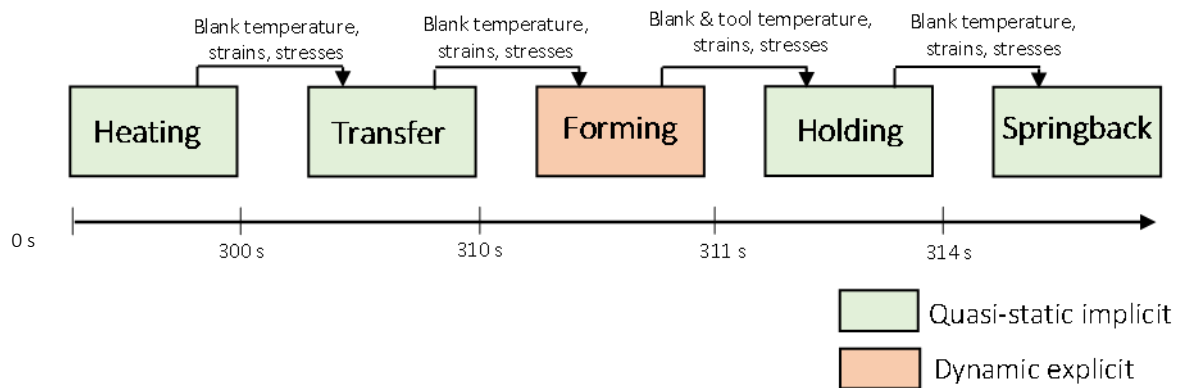 Blank temperature,
strains, stresses
Blank temperature,
strains, stresses
Blank & tool temperature,
strains, stresses
Blank temperature,
strains, stresses
Heating
Transfer
Forming
Holding
Springback
0 s
300 s
310 s
311 s
314 s
Quasi-static implicit
Dynamic explicit